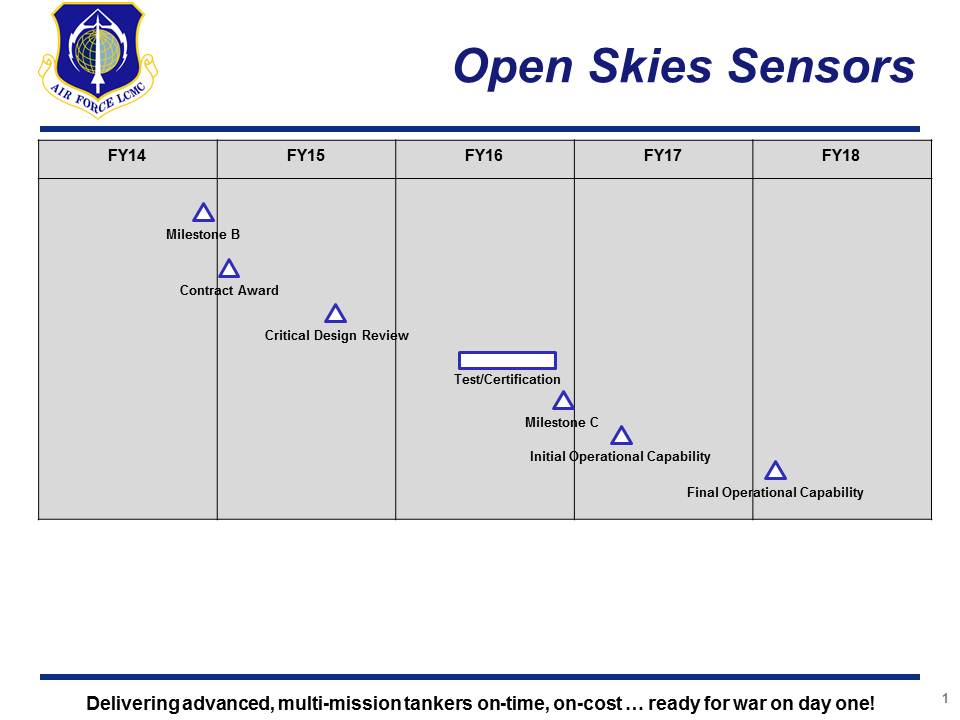 AIR FORCE LCMC
Open Skies Sensors
FY14 FY15 FY16 FY17 FY18
Milestone B
Contract Award
Critical Design Review
Test/Certification
Milestone C
Initial Operational Capability
Final Operational Capability
Delivering advanced, multi-mission tankers on-time, on-cost … ready for war on day one!
1